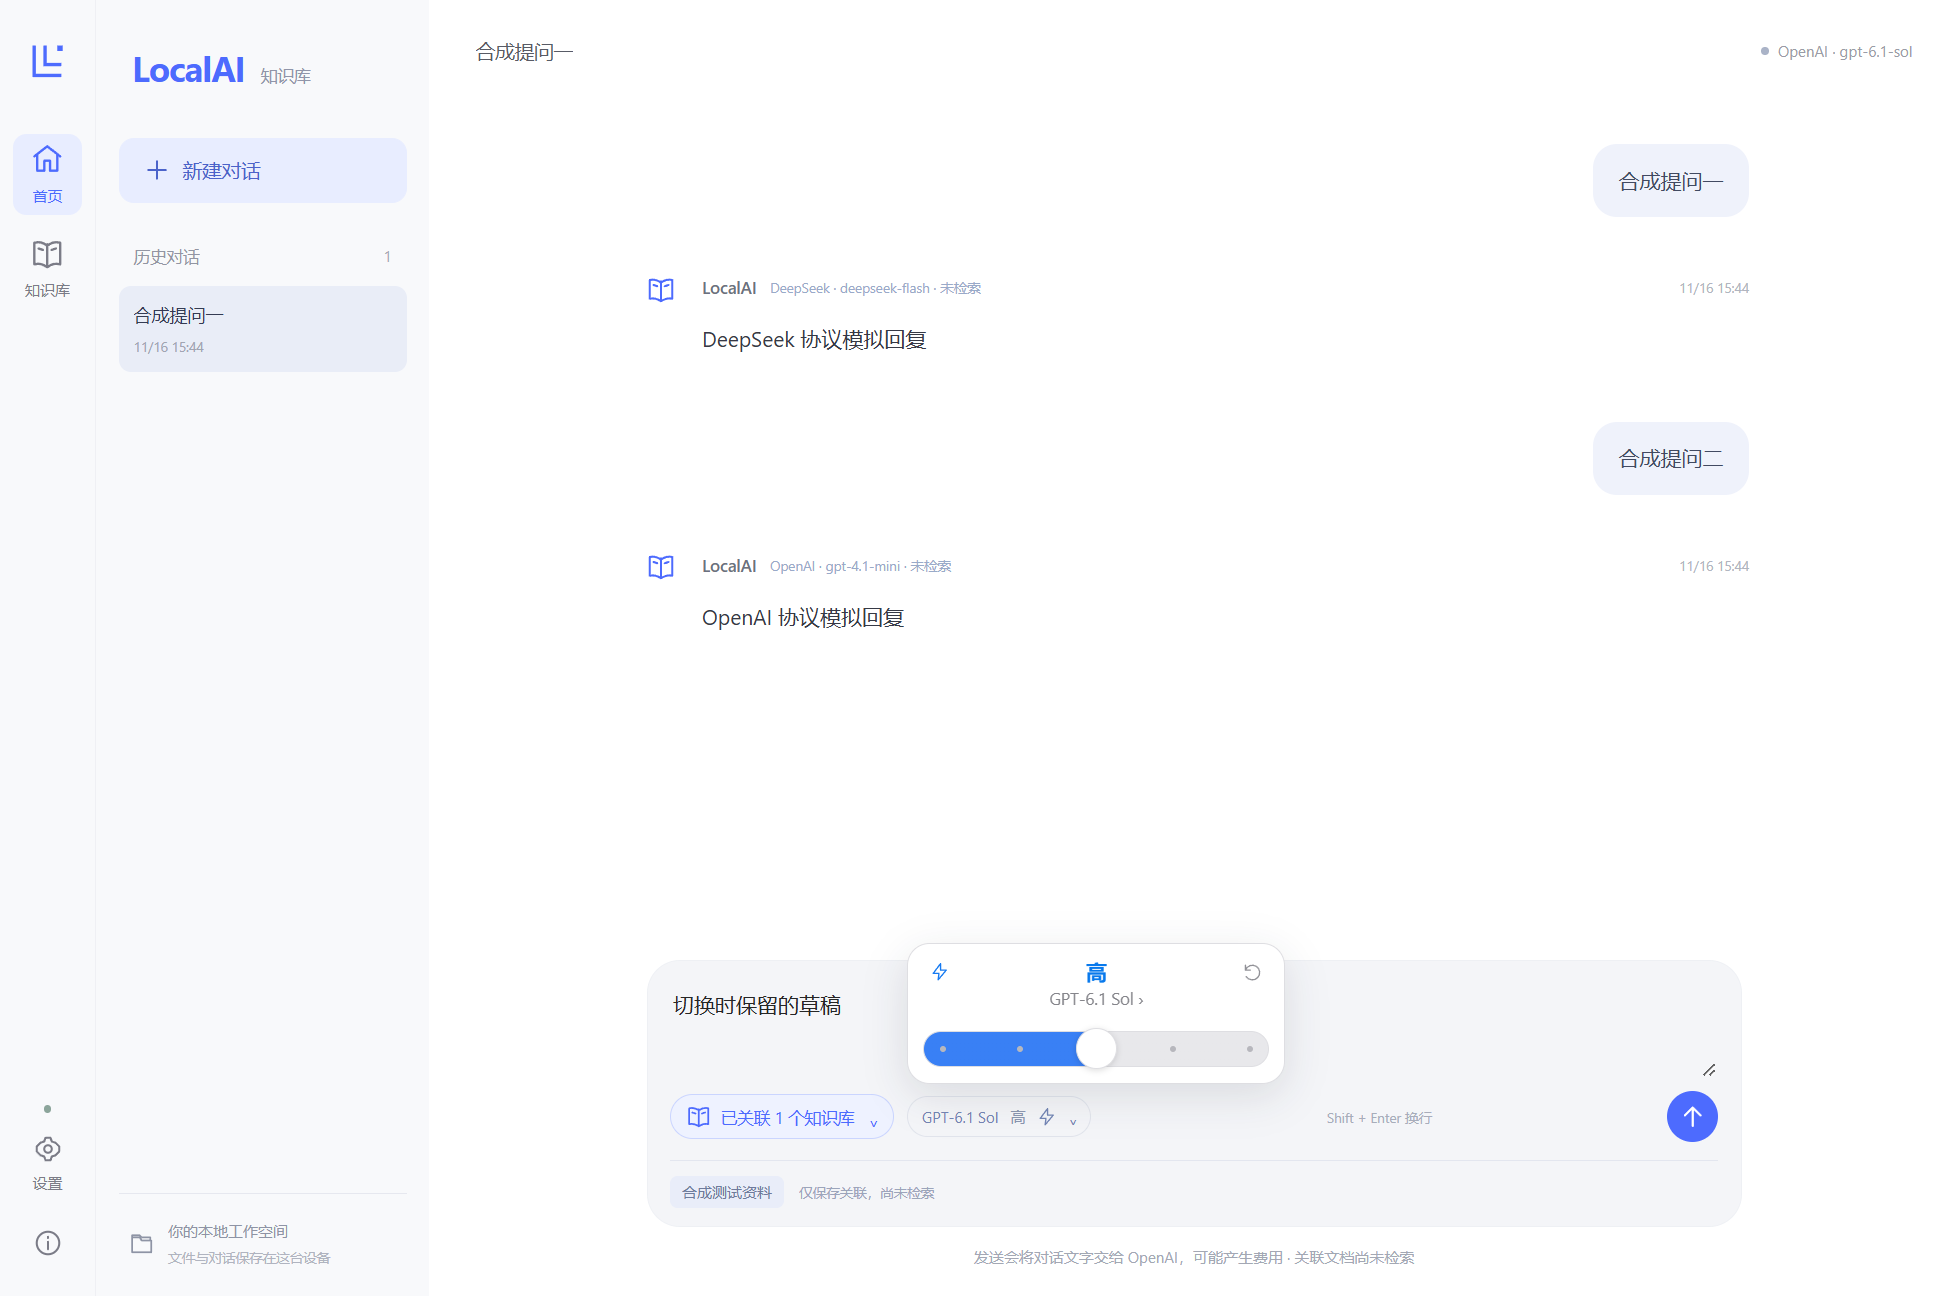 首页
知识库
设置
LocalAI 知识库
新建对话
历史对话 1
合成提问一
11/16 15:44
你的本地工作空间
文件与对话保存在这台设备
合成提问一
OpenAI · gpt-6.1-sol
合成提问一
LocalAI DeepSeek · deepseek-flash · 未检索 11/16 15:44
DeepSeek 协议模拟回复
合成提问二
LocalAI OpenAI · gpt-4.1-mini · 未检索 11/16 15:44
OpenAI 协议模拟回复
高
GPT-6.1 Sol ›
切换时保留的草稿
已关联 1 个知识库
GPT-6.1 Sol 高
Shift + Enter 换行
合成测试资料 仅保存关联，尚未检索
发送会将对话文字交给 OpenAI，可能产生费用 · 关联文档尚未检索